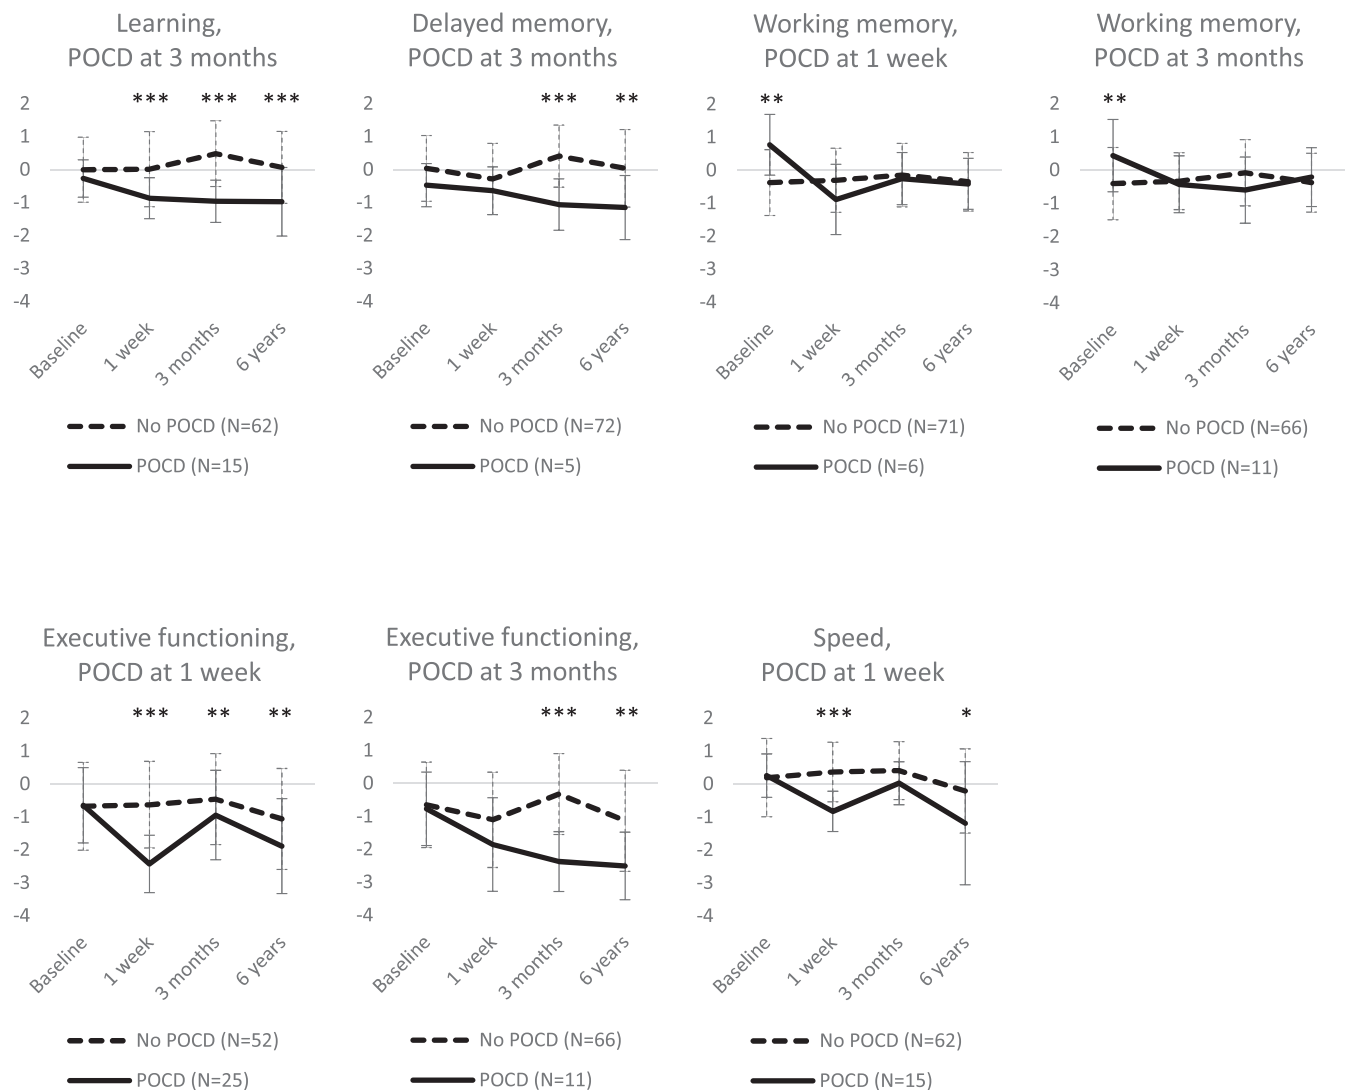 Learning,
POCD at 3 months
*** *** ***
2
1
0
-1
-2
-3
-4
Baseline
1 week
3 months
6 years
No POCD (N=62)
POCD (N=15)
Delayed memory,
POCD at 3 months
*** **
2
1
0
-1
-2
-3
-4
Baseline
1 week
3 months
6 years
No POCD (N=72)
POCD (N=5)
Working memory,
POCD at 1 week
**
2
1
0
-1
-2
-3
-4
Baseline
1 week
3 months
6 years
No POCD (N=71)
POCD (N=6)
Working memory,
POCD at 3 months
**
2
1
0
-1
-2
-3
-4
Baseline
1 week
3 months
6 years
No POCD (N=66)
POCD (N=11)
Executive functioning,
POCD at 1 week
*** ** **
2
1
0
-1
-2
-3
-4
Baseline
1 week
3 months
6 years
No POCD (N=52)
POCD (N=25)
Executive functioning,
POCD at 3 months
*** **
2
1
0
-1
-2
-3
-4
Baseline
1 week
3 months
6 years
No POCD (N=66)
POCD (N=11)
Speed,
POCD at 1 week
*** *
2
1
0
-1
-2
-3
-4
Baseline
1 week
3 months
6 years
No POCD (N=62)
POCD (N=15)